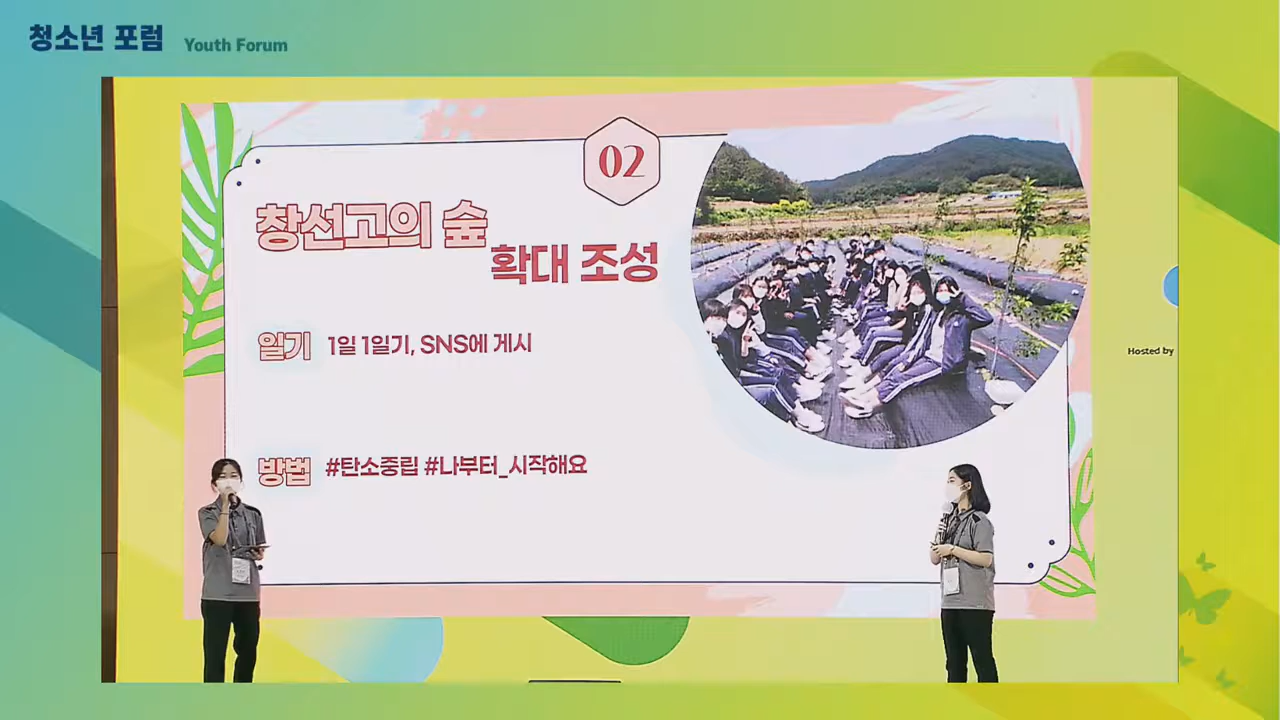 청소년 포럼 Youth Forum
02
창선고의 숲
확대 조성
일기 1일 1일기, SNS에 게시
방법 #탄소중립 #나부터_시작해요
Hosted by